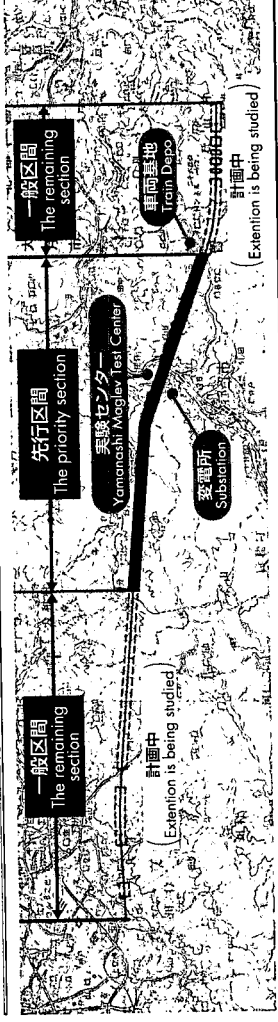 一般区間
The remaining
section
先行区間
The priority section
一般区間
The remaining
section
実験センター
Yamanashi Maglev Test Center
車両基地
Train Depo
変電所
Substation
計画中
(Extention is being studied)
計画中
(Extention is being studied)